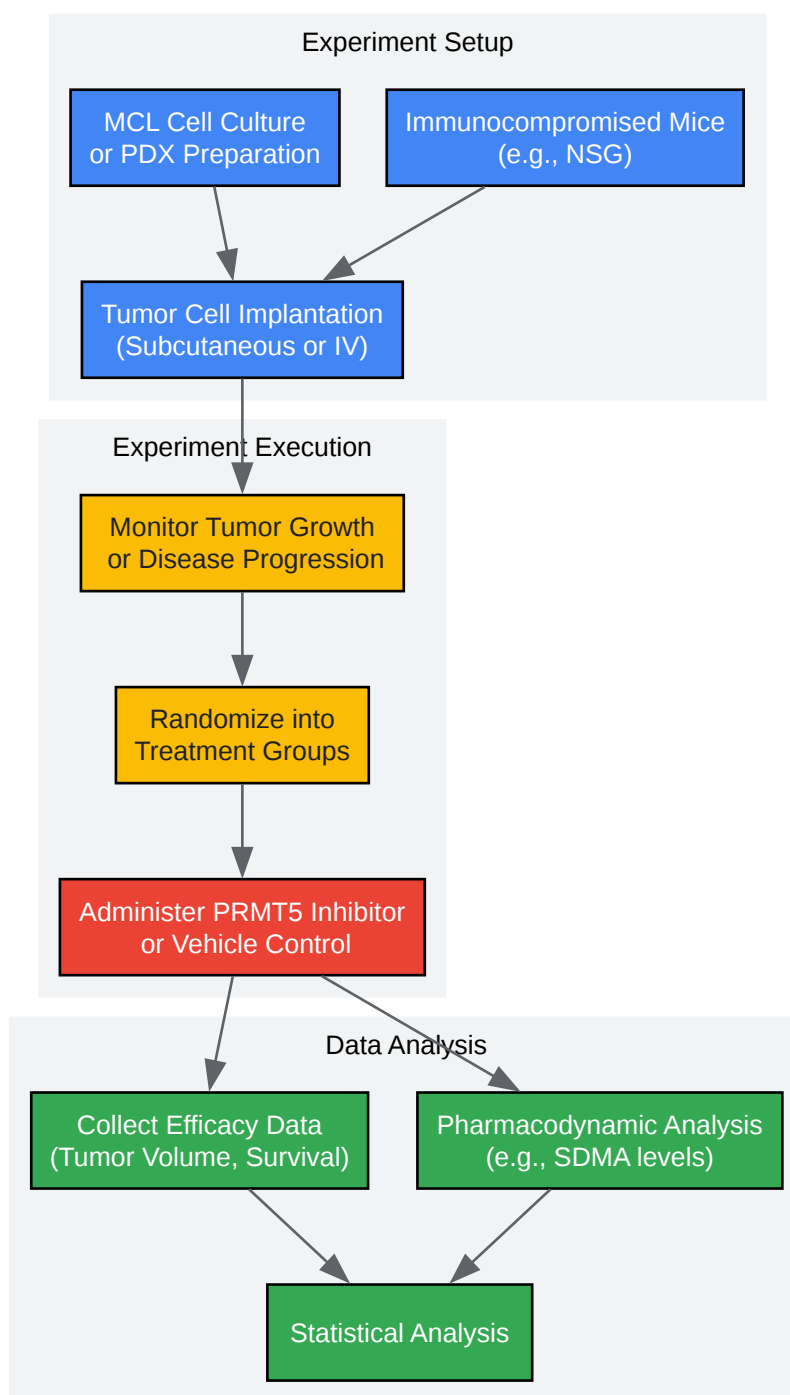 Experiment Setup
MCL Cell Culture
or PDX Preparation
Immunocompromised Mice
(e.g., NSG)
Tumor Cell Implantation
(Subcutaneous or IV)
Experiment Execution
Monitor Tumor Growth
or Disease Progression
Randomize into
Treatment Groups
Administer PRMT5 Inhibitor
or Vehicle Control
Data Analysis
Collect Efficacy Data
(Tumor Volume, Survival)
Pharmacodynamic Analysis
(e.g., SDMA levels)
Statistical Analysis